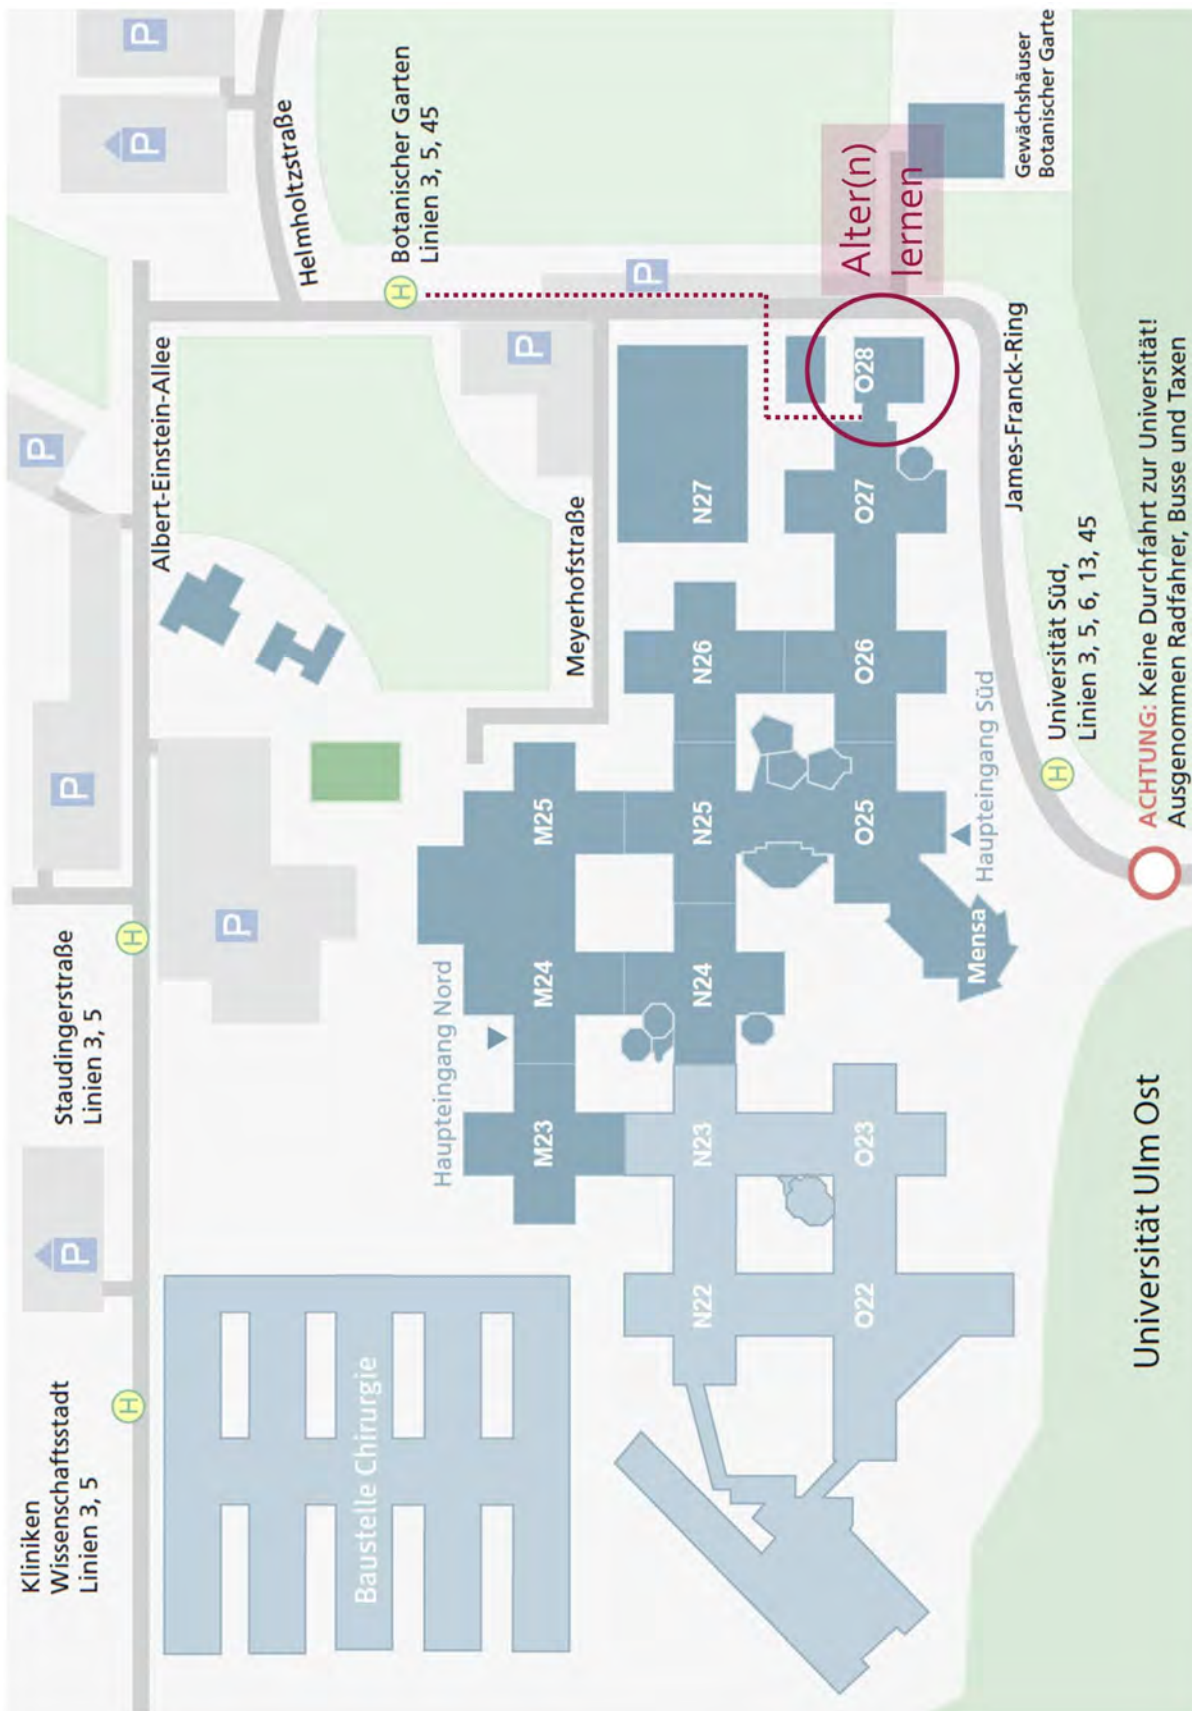 Kliniken
Wissenschaftsstadt
Linien 3, 5
P
H
Staudingerstraße
Linien 3, 5
H
P
P
P
Albert-Einstein-Allee
P
P
Helmholtzstraße
H
Botanischer Garten
Linien 3, 5, 45
P
P
Meyerhofstraße
Baustelle Chirurgie
Haupteingang Nord
M23
M24
M25
N22
N23
N24
N25
N26
N27
O22
O23
O25
O26
O27
O28
Alter(n)
lernen
Mensa
Haupteingang Süd
James-Franck-Ring
Gewächshäuser
Botanischer Garte
H
Universität Süd,
Linien 3, 5, 6, 13, 45
Universität Ulm Ost
ACHTUNG: Keine Durchfahrt zur Universität!
Ausgenommen Radfahrer, Busse und Taxen